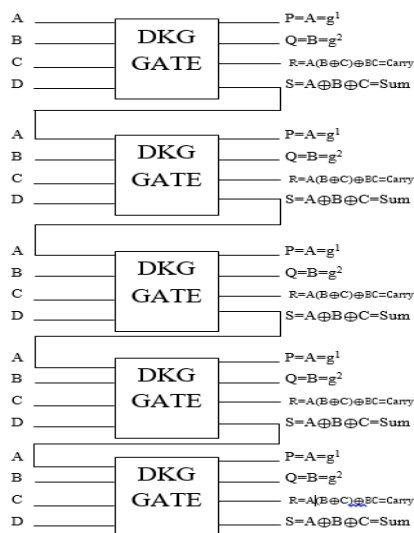 A P=A=g¹
B DKG Q=B=g²
C GATE R=A(B⊕C)⊕BC=Carry
D S=A⊕B⊕C=Sum
A P=A=g¹
B DKG Q=B=g²
C GATE R=A(B⊕C)⊕BC=Carry
D S=A⊕B⊕C=Sum
A P=A=g¹
B DKG Q=B=g²
C GATE R=A(B⊕C)⊕BC=Carry
D S=A⊕B⊕C=Sum
A P=A=g¹
B DKG Q=B=g²
C GATE R=A(B⊕C)⊕BC=Carry
D S=A⊕B⊕C=Sum
A P=A=g¹
B DKG Q=B=g²
C GATE R=A(B⊕C)⊕BC=Carry
D S=A⊕B⊕C=Sum